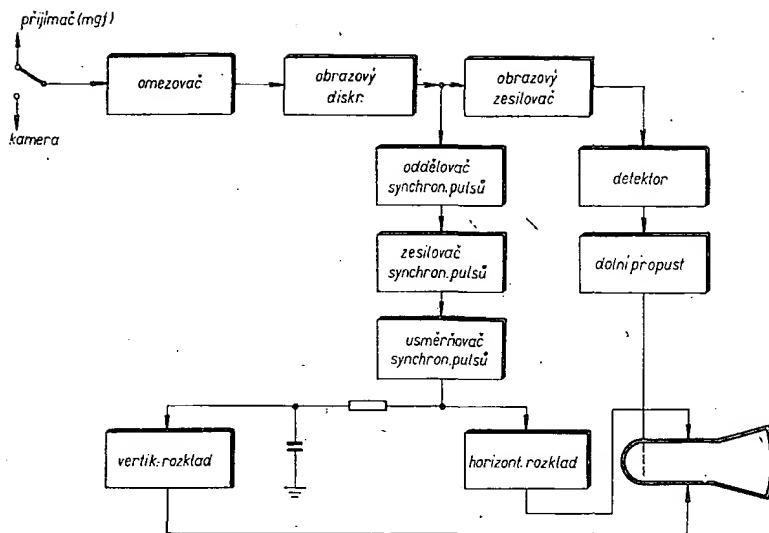 přijímač (mgf)
kamera
omezovač
obrazový
diskr.
obrazový
zesilovač
oddělovač
synchron. pulsů
detektor
zesilovač
synchron. pulsů
dolní propust
usměrňovač
synchron. pulsů
vertik. rozklad
horizont. rozklad